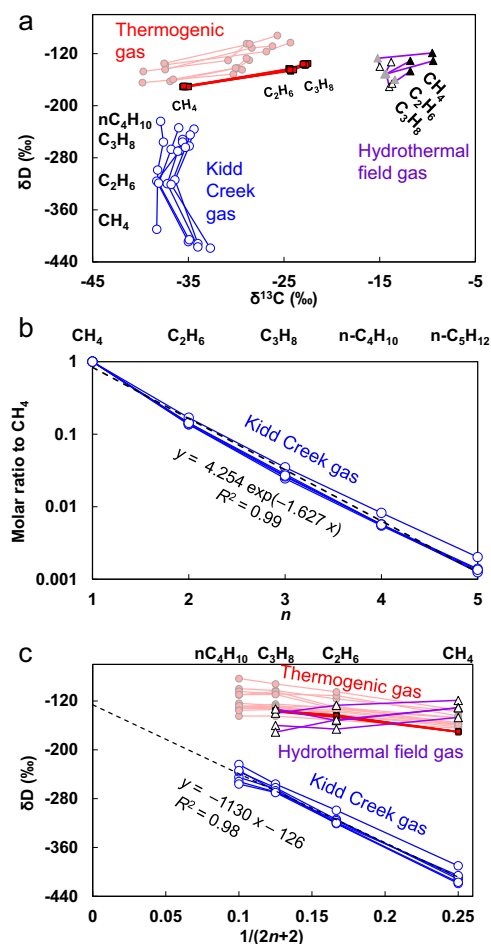 a
-120
-200
-280
-360
-440
δD (‰)
Thermogenic
gas
CH4
C2H6
C3H8
CH4
C2H6
C3H8
nC4H10
C3H8
C2H6
CH4
Kidd
Creek
gas
Hydrothermal
field gas
-45
-35
-25
-15
-5
δ13C (‰)
b
CH4
C2H6
C3H8
n-C4H10
n-C5H12
1
0.1
0.01
0.001
Molar ratio to CH4
Kidd Creek gas
y = 4.254 exp(−1.627 x)
R2 = 0.99
1
2
3
4
5
n
c
nC4H10
C3H8
C2H6
CH4
Thermogenic gas
-120
-200
-280
-360
-440
δD (‰)
Hydrothermal field gas
Kidd Creek gas
y = −1130 x − 126
R2 = 0.98
0
0.05
0.1
0.15
0.20
0.25
1/(2n+2)